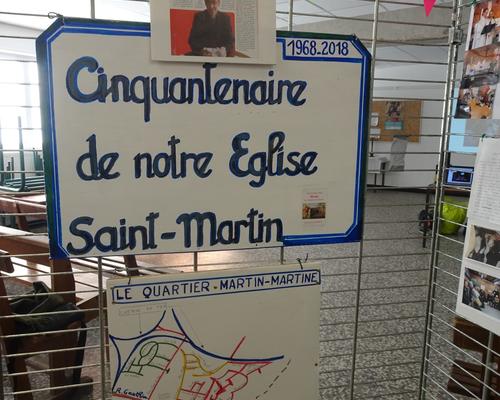 1968-2018
Cinquantenaire
de notre Eglise
Saint-Martin
LE QUARTIER-MARTIN-MARTINE